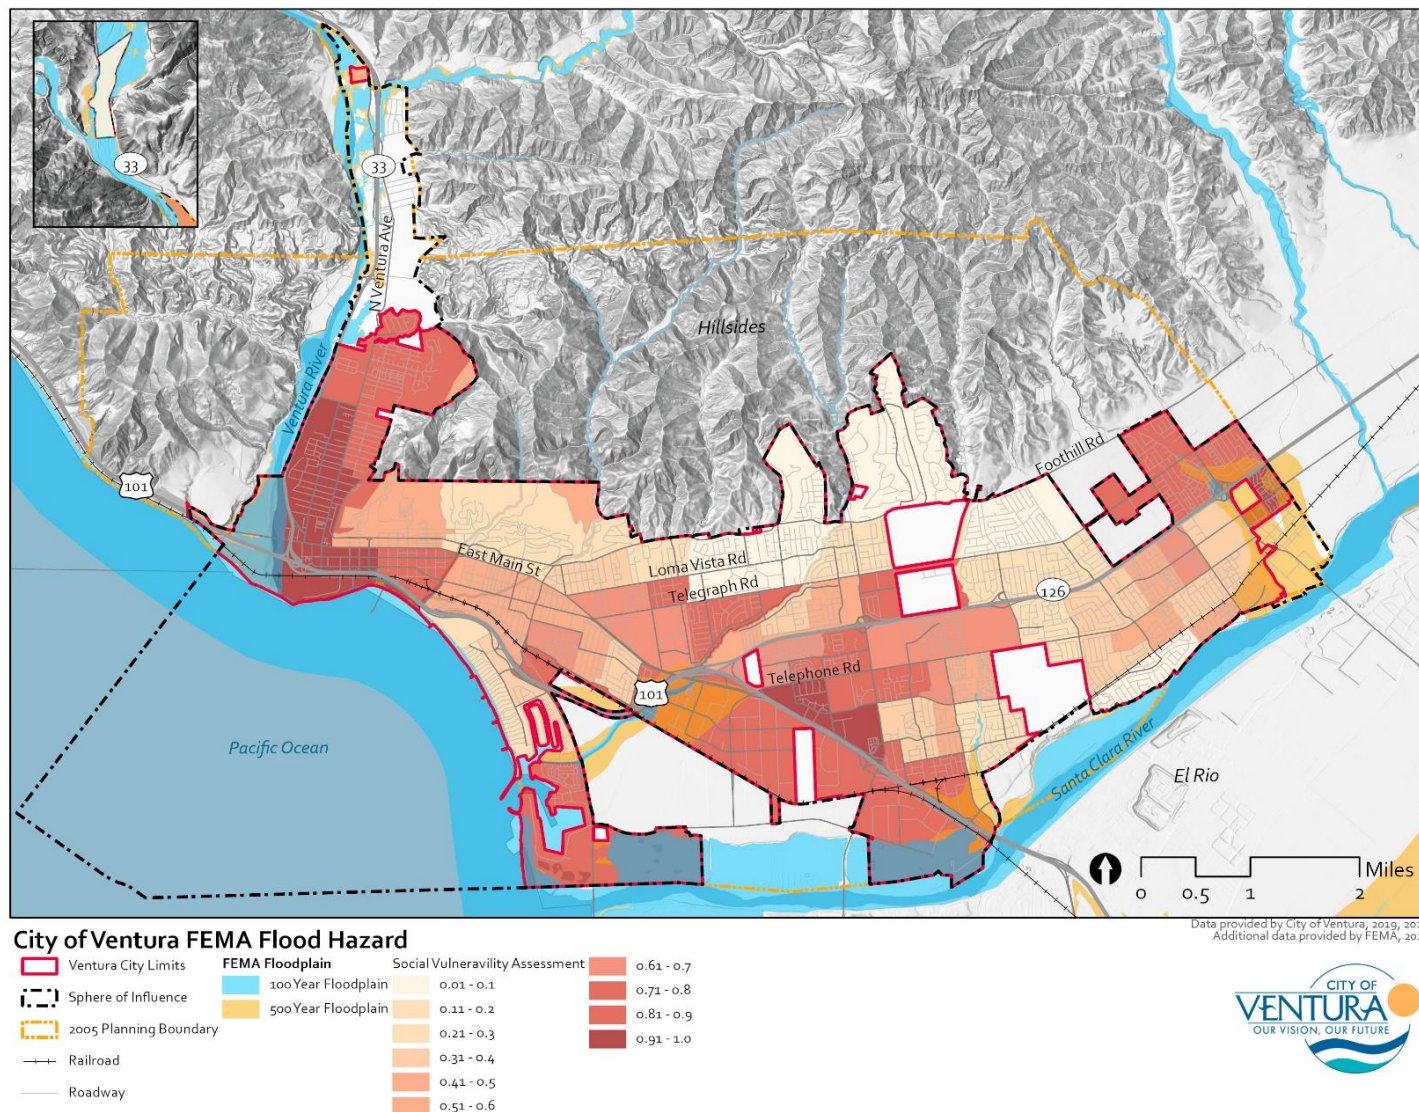 33
33
N Ventura Ave
Hillsides
Ventura River
101
Foothill Rd
East Main St
Loma Vista Rd
Telegraph Rd
126
101
Telephone Rd
Pacific Ocean
Santa Clara River
El Rio
0 0.5 1 2 Miles
Data provided by City of Ventura, 2019,
Additional data provided by FEMA,
City of Ventura FEMA Flood Hazard
Ventura City Limits
Sphere of Influence
2005 Planning Boundary
Railroad
Roadway
FEMA Floodplain
100 Year Floodplain
500 Year Floodplain
Social Vulneravility Assessment
0.01 - 0.1
0.11 - 0.2
0.21 - 0.3
0.31 - 0.4
0.41 - 0.5
0.51 - 0.6
0.61 - 0.7
0.71 - 0.8
0.81 - 0.9
0.91 - 1.0
CITY OF
VENTURA
OUR VISION, OUR FUTURE